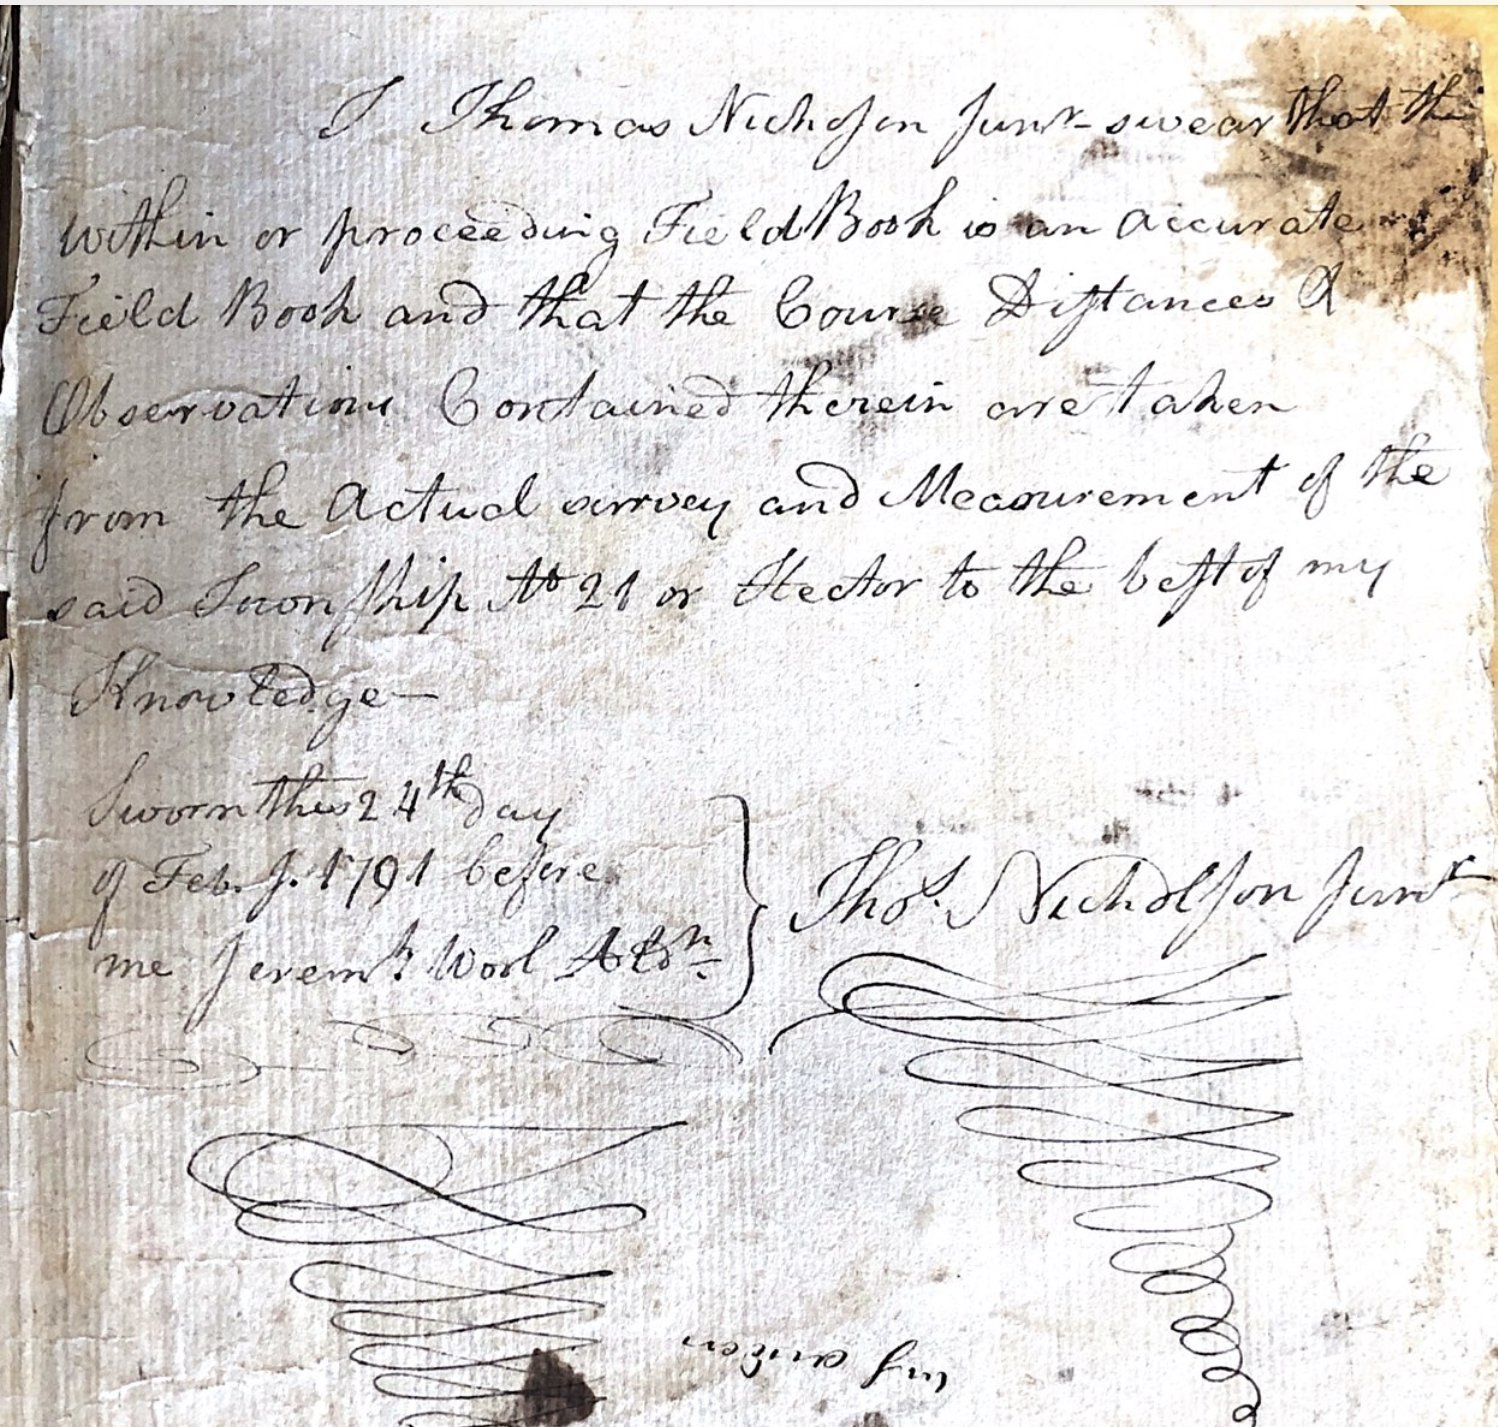 I Thomas Nicholson Junr swear that the
within or proceeding Field Book is an accurate
Field Book and that the Course Distances &
Observations Contained therein are taken
from the Actual survey and Measurement of the
said Township No 21 or Hector to the best of my
Knowledge—
Sworn this 24th day
of Feb. 1791 before
me Jeremh Wool
Thos. Nicholson Junr
my